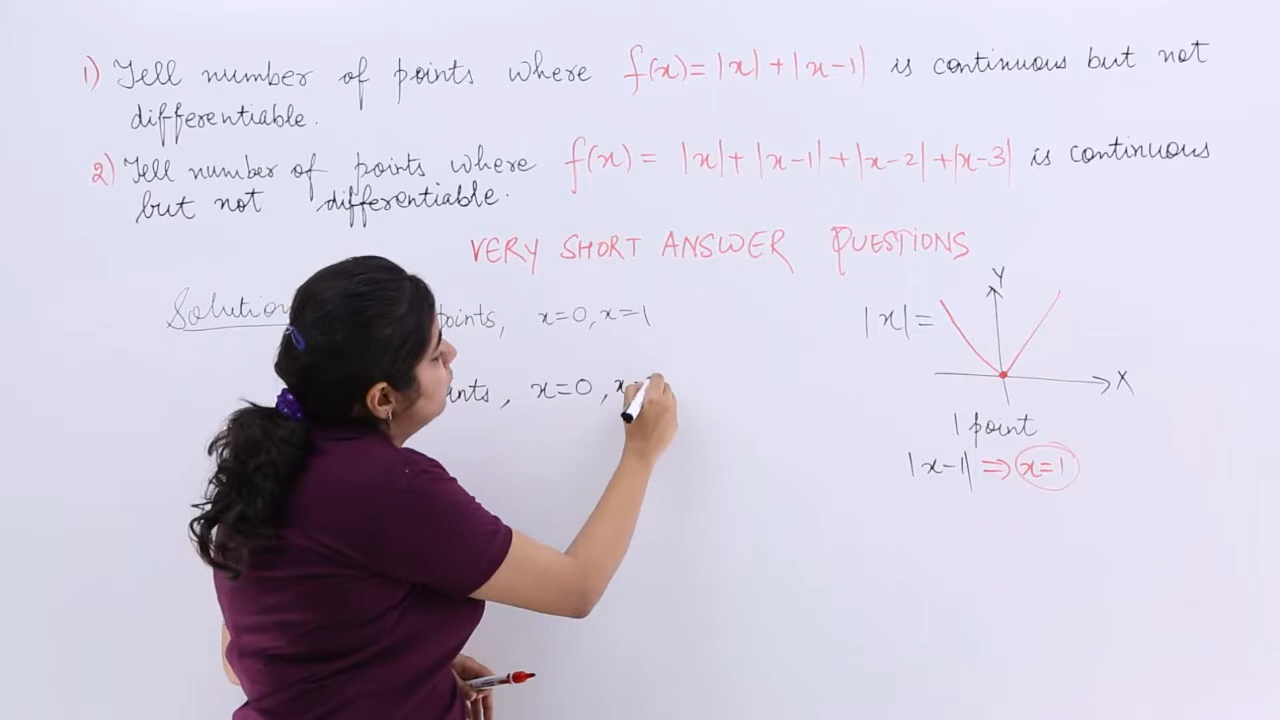 1) Tell number of points where f(x) = |x| + |x-1| is continuous but not
differentiable.
2) Tell number of points where f(x) = |x| + |x-1| + |x-2| + |x-3| is continuous
but not differentiable.
VERY SHORT ANSWER QUESTIONS
Solution points, x=0, x=1
x=0, x=
|x| =
Y
X
1 point
|x-1| ⇒ x=1